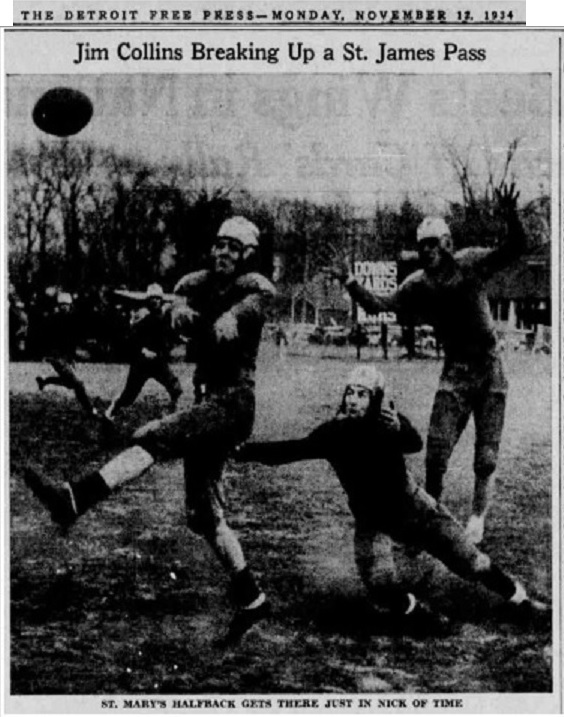 THE DETROIT FREE PRESS—MONDAY, NOVEMBER 12, 1934
Jim Collins Breaking Up a St. James Pass
DOWNS
YARDS
ST. MARY'S HALFBACK GETS THERE JUST IN NICK OF TIME